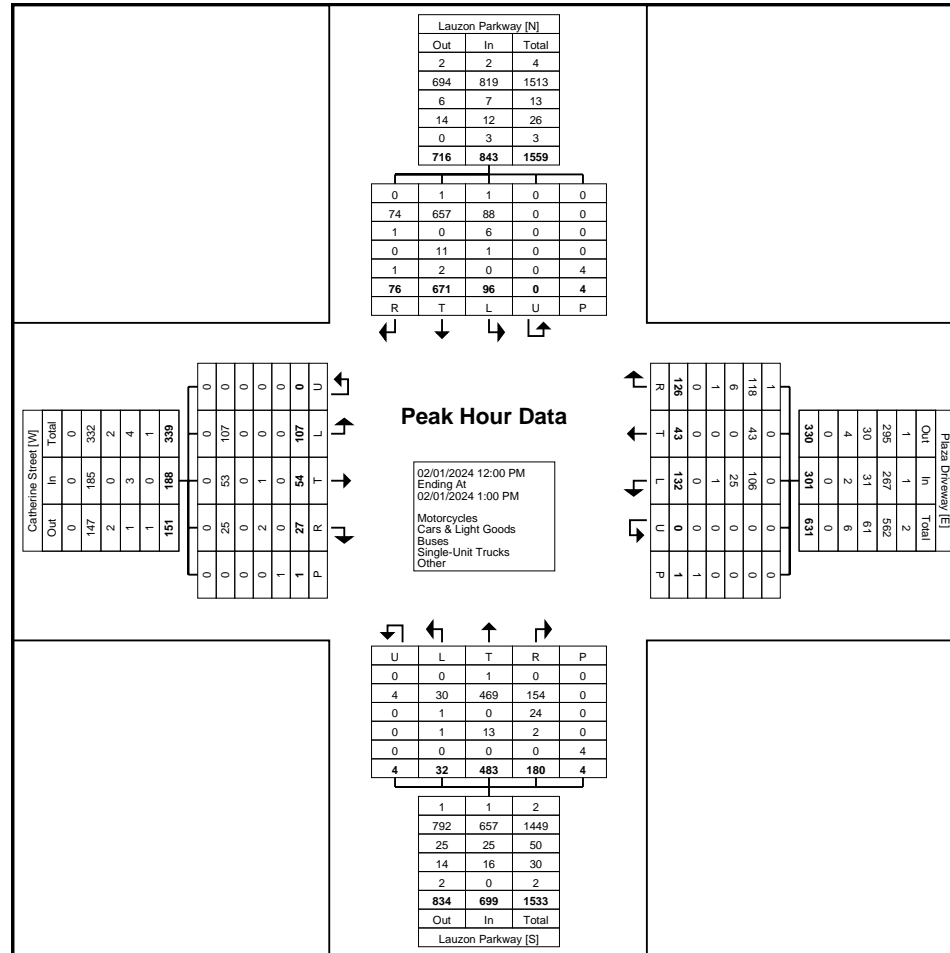 Lauzon Parkway [N]
Out In Total
2 2 4
694 819 1513
6 7 13
14 12 26
0 3 3
716 843 1559
0 1 1 0 0
74 657 88 0 0
1 0 6 0 0
0 11 1 0 0
1 2 0 0 4
76 671 96 0 4
R T L U P
Catherine Street [W]
Total 0 332 2 4 1 339
In 0 185 0 3 0 188
Out 0 147 2 1 1 151
0 0 0 0 0 0 U
0 107 0 0 0 107 L
0 53 0 1 0 54 T
0 25 0 2 0 27 R
0 0 0 0 1 1 P
Peak Hour Data
02/01/2024 12:00 PM
Ending At
02/01/2024 1:00 PM
Motorcycles
Cars & Light Goods
Buses
Single-Unit Trucks
Other
R 126 0 1 6 118 1
T 43 0 0 0 43 0
L 132 0 1 25 106 0
U 0 0 0 0 0 0
P 1 1 0 0 0 0
330 0 4 30 295 1 Out
301 0 2 31 267 1 In
631 0 6 61 562 2 Total
Plaza Driveway [E]
U L T R P
0 0 1 0 0
4 30 469 154 0
0 1 0 24 0
0 1 13 2 0
0 0 0 0 4
4 32 483 180 4
1 1 2
792 657 1449
25 25 50
14 16 30
2 0 2
834 699 1533
Out In Total
Lauzon Parkway [S]